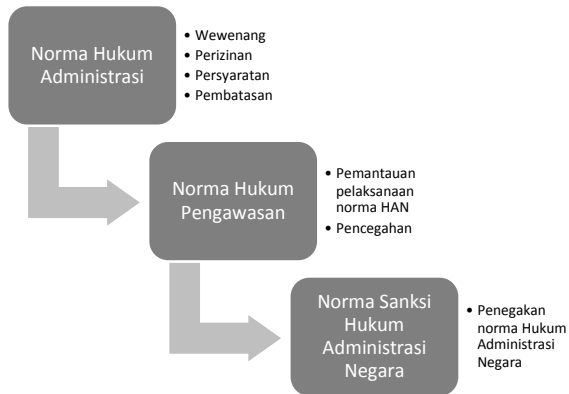 Norma Hukum
Administrasi
• Wewenang
• Perizinan
• Persyaratan
• Pembatasan
Norma Hukum
Pengawasan
• Pemantauan
pelaksanaan
norma HAN
• Pencegahan
Norma Sanksi
Hukum
Administrasi
Negara
• Penegakan
norma Hukum
Administrasi
Negara